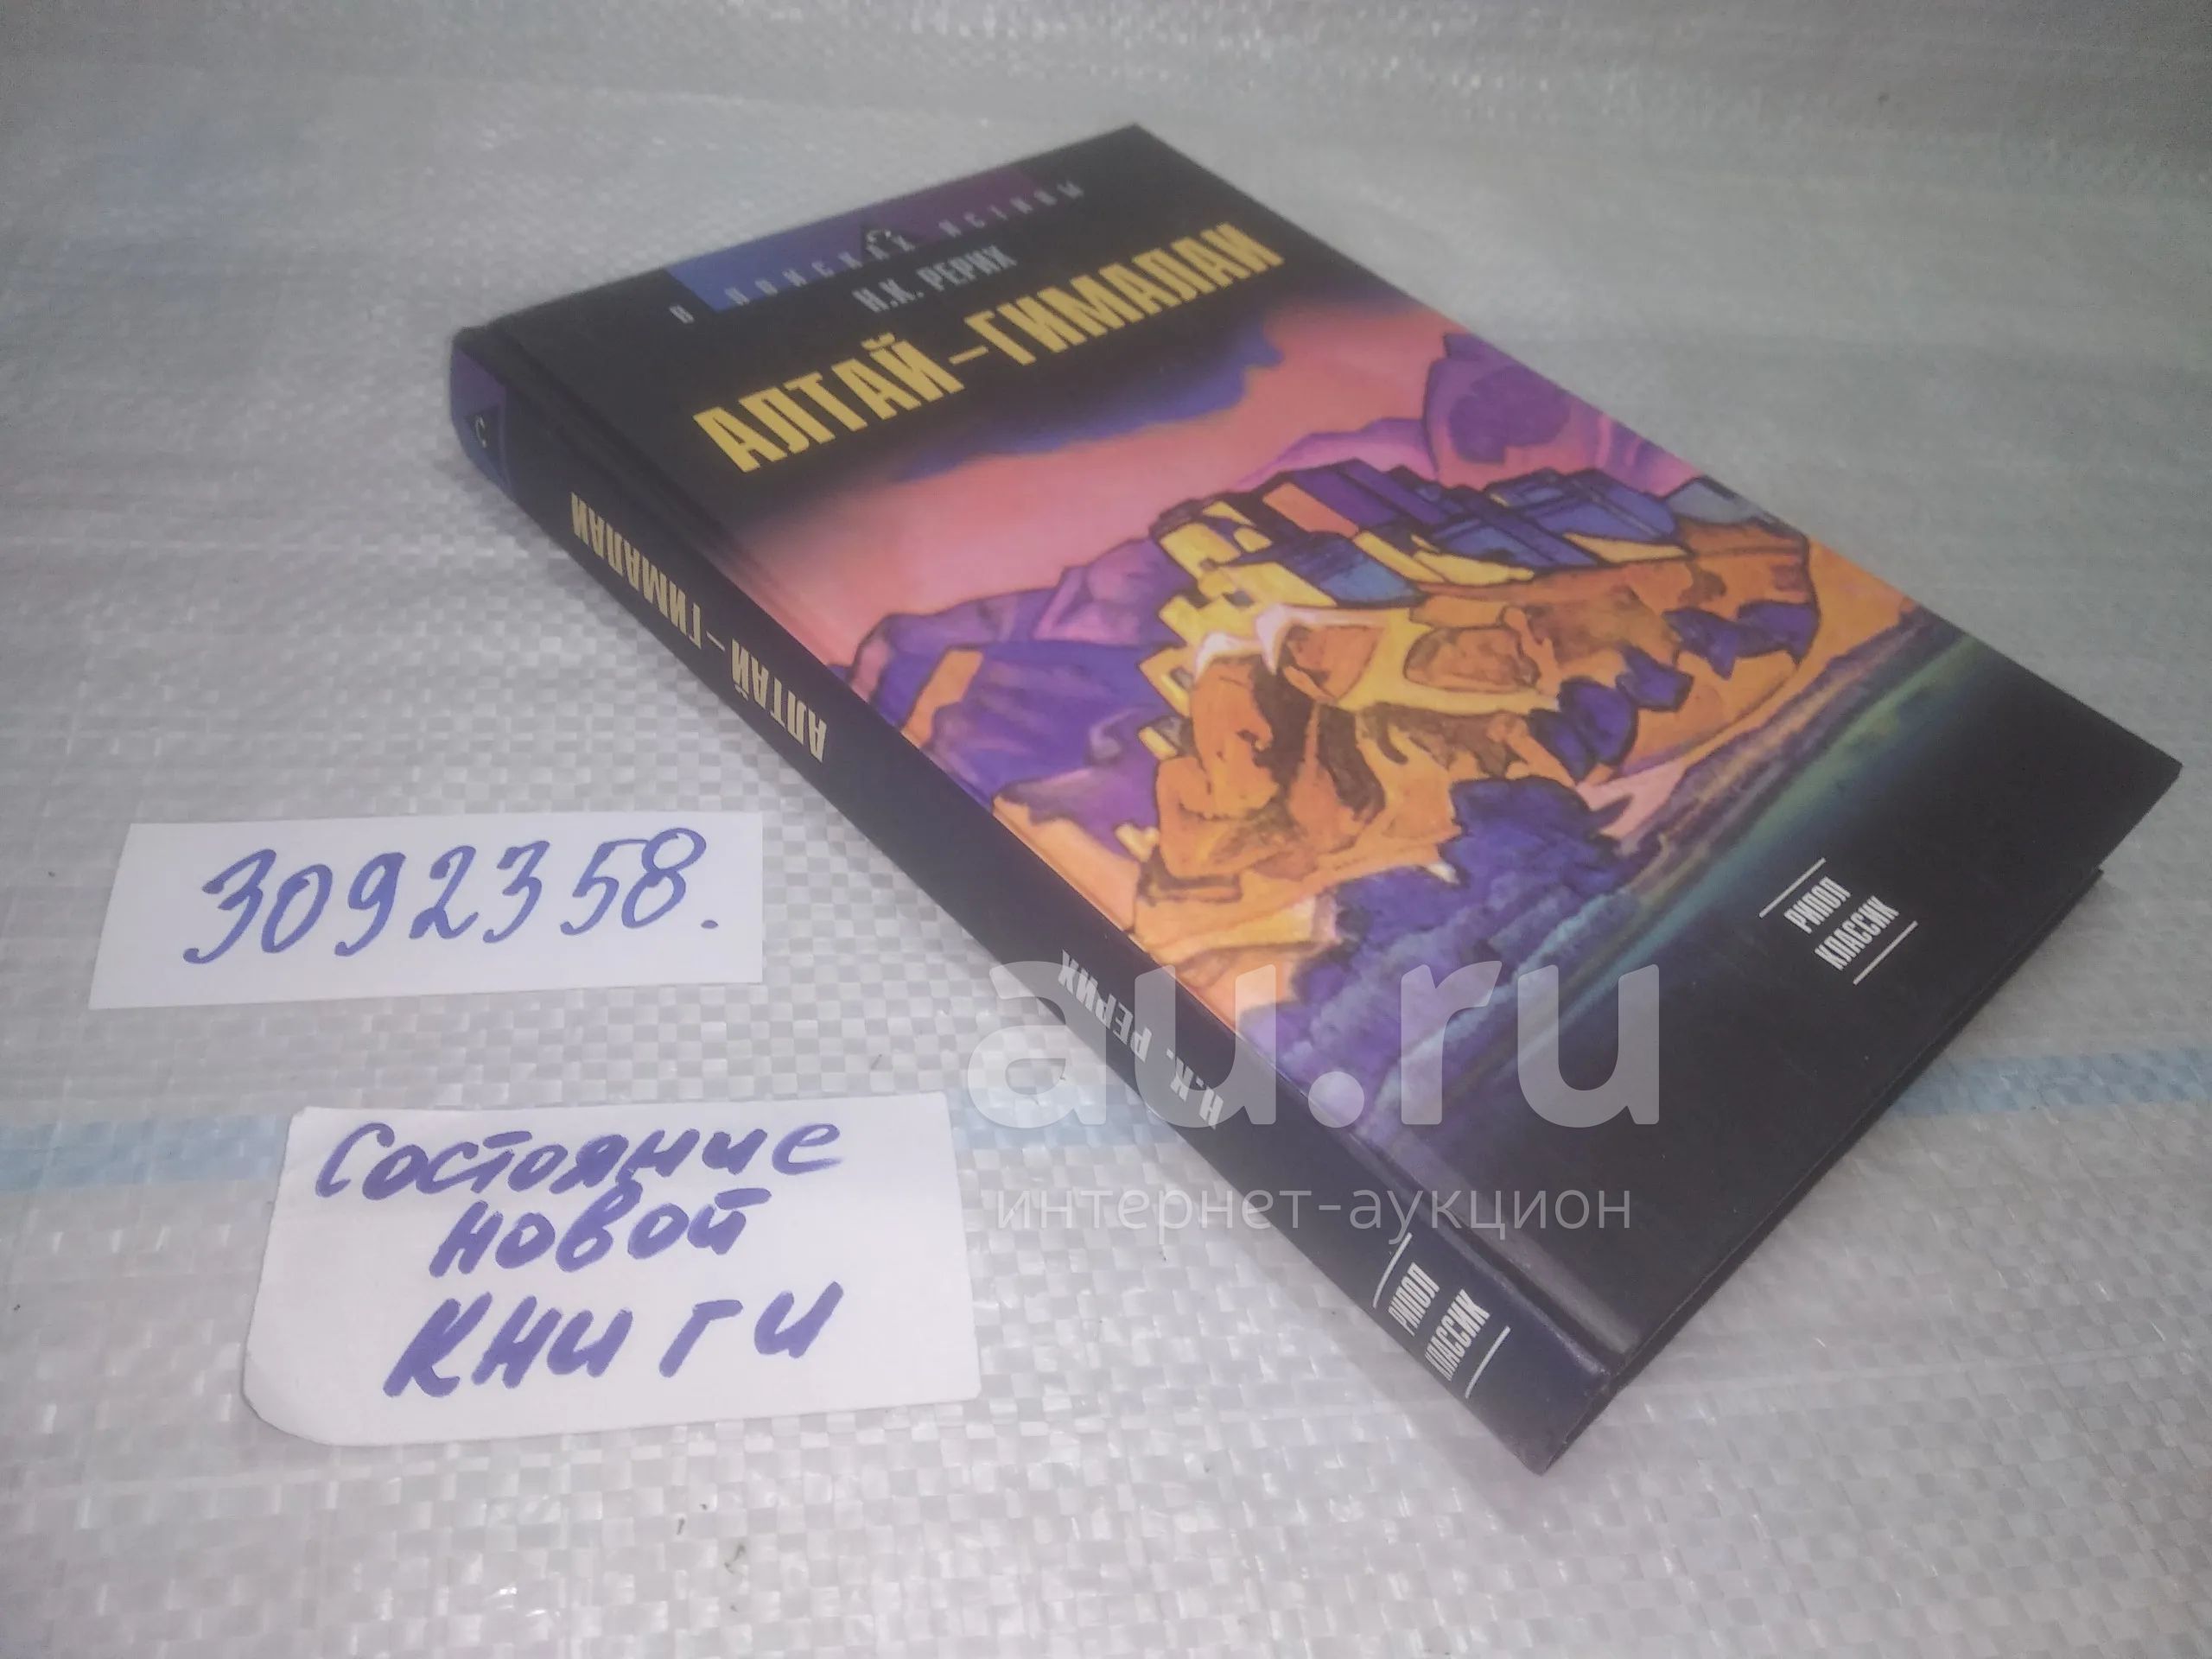 В ПОИСКАХ ИСТИНЫ
Н.К. РЕРИХ
АЛТАЙ–ГИМАЛАИ
РИПОЛ
КЛАССИК
АЛТАЙ–ГИМАЛАИ
Н.К. РЕРИХ
РИПОЛ
КЛАССИК
3092358.
Состояние
новой
книги
au.ru
интернет-аукцион